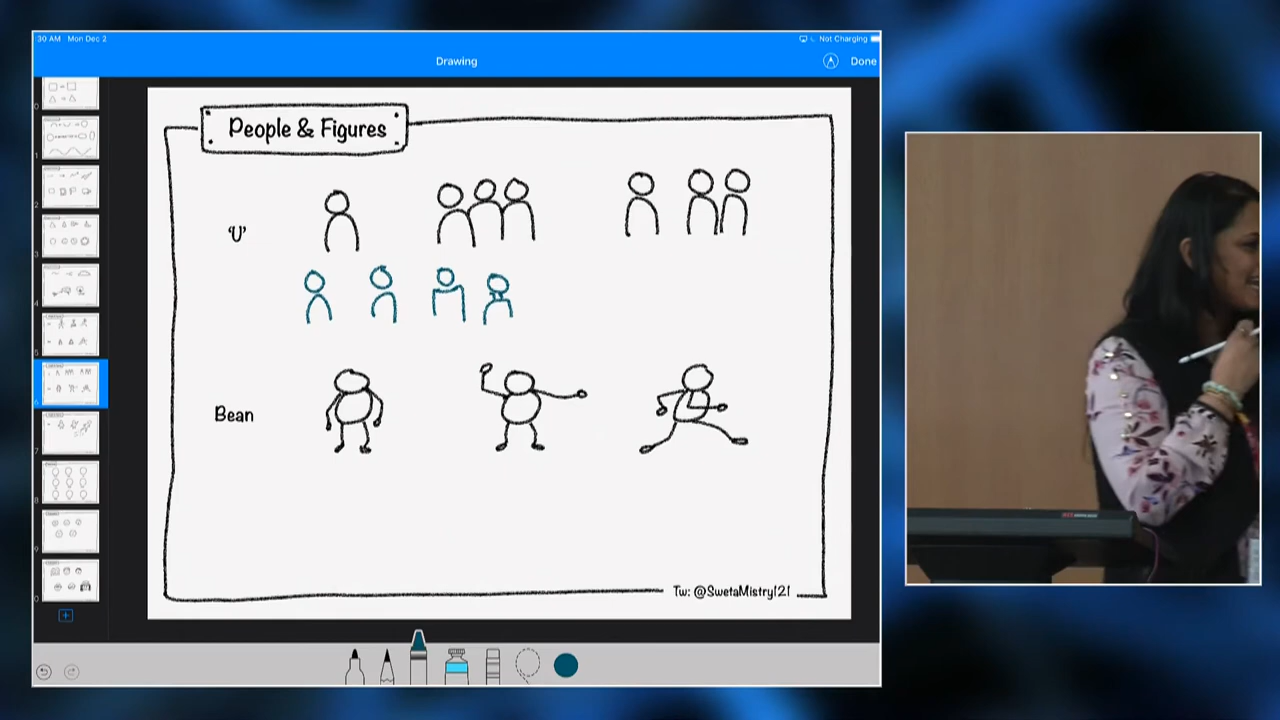 :30 AM Mon Dec 2
Not Charging
Drawing
Done
People & Figures
'U'
Bean
Tw: @SwetaMistry121